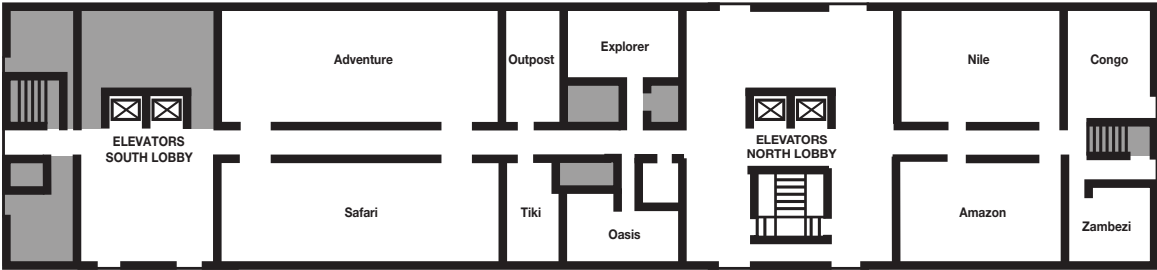 Adventure
Outpost
Explorer
Nile
Congo
ELEVATORS
SOUTH LOBBY
ELEVATORS
NORTH LOBBY
Safari
Tiki
Oasis
Amazon
Zambezi